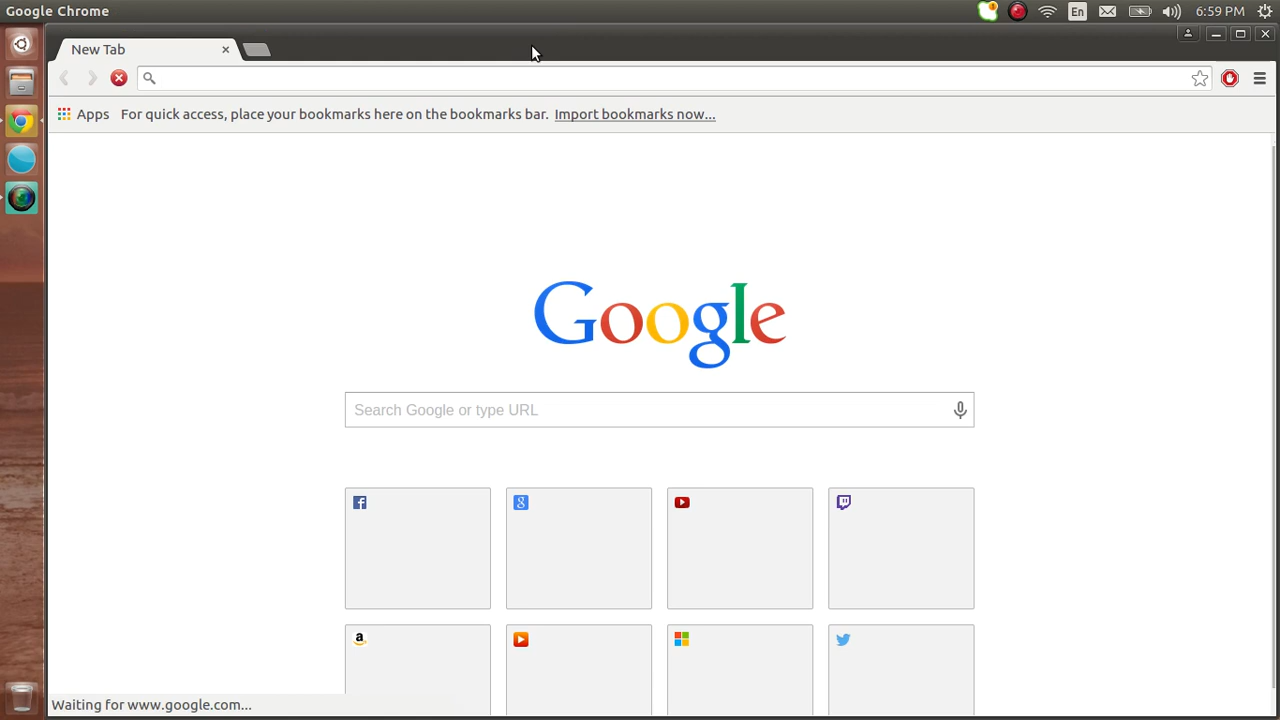 Google Chrome
En
6:59 PM
New Tab
Apps For quick access, place your bookmarks here on the bookmarks bar. Import bookmarks now...
Google
Search Google or type URL
Waiting for www.google.com...